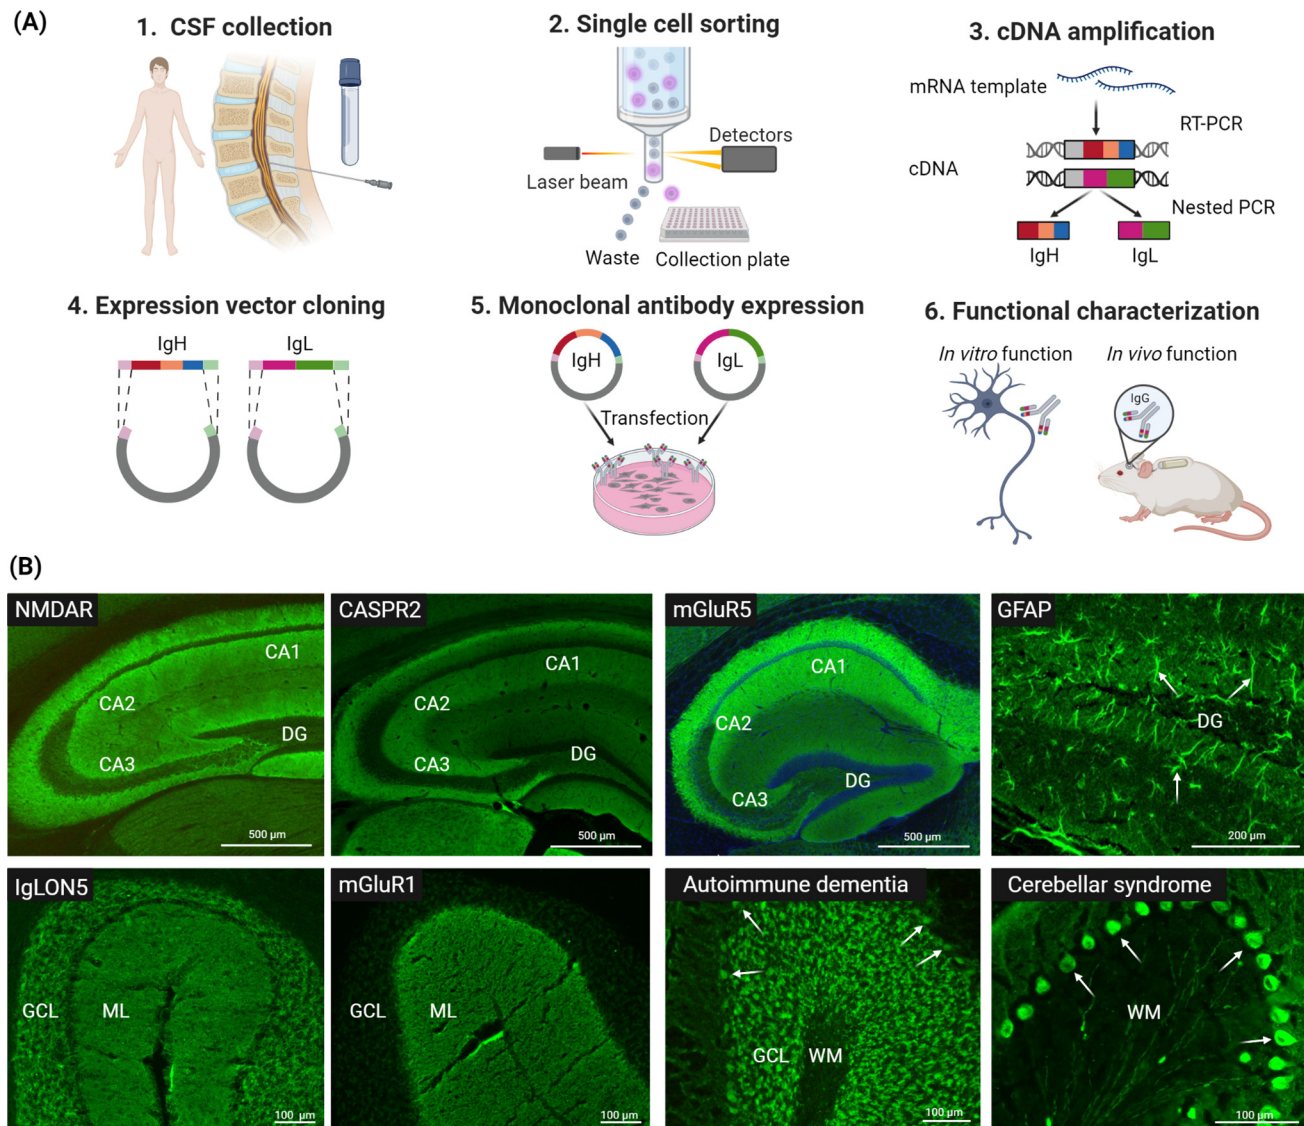 (A)
1. CSF collection
2. Single cell sorting
Laser beam
Detectors
Waste
Collection plate
3. cDNA amplification
mRNA template
RT-PCR
cDNA
Nested PCR
IgH
IgL
4. Expression vector cloning
IgH
IgL
5. Monoclonal antibody expression
IgH
IgL
Transfection
6. Functional characterization
In vitro function
In vivo function
IgG
(B)
NMDAR
CA1
CA2
DG
CA3
500 µm
CASPR2
CA1
CA2
DG
CA3
500 µm
mGluR5
CA1
CA2
DG
CA3
500 µm
GFAP
DG
200 µm
IgLON5
GCL
ML
100 µm
mGluR1
GCL
ML
100 µm
Autoimmune dementia
GCL
WM
100 µm
Cerebellar syndrome
WM
100 µm